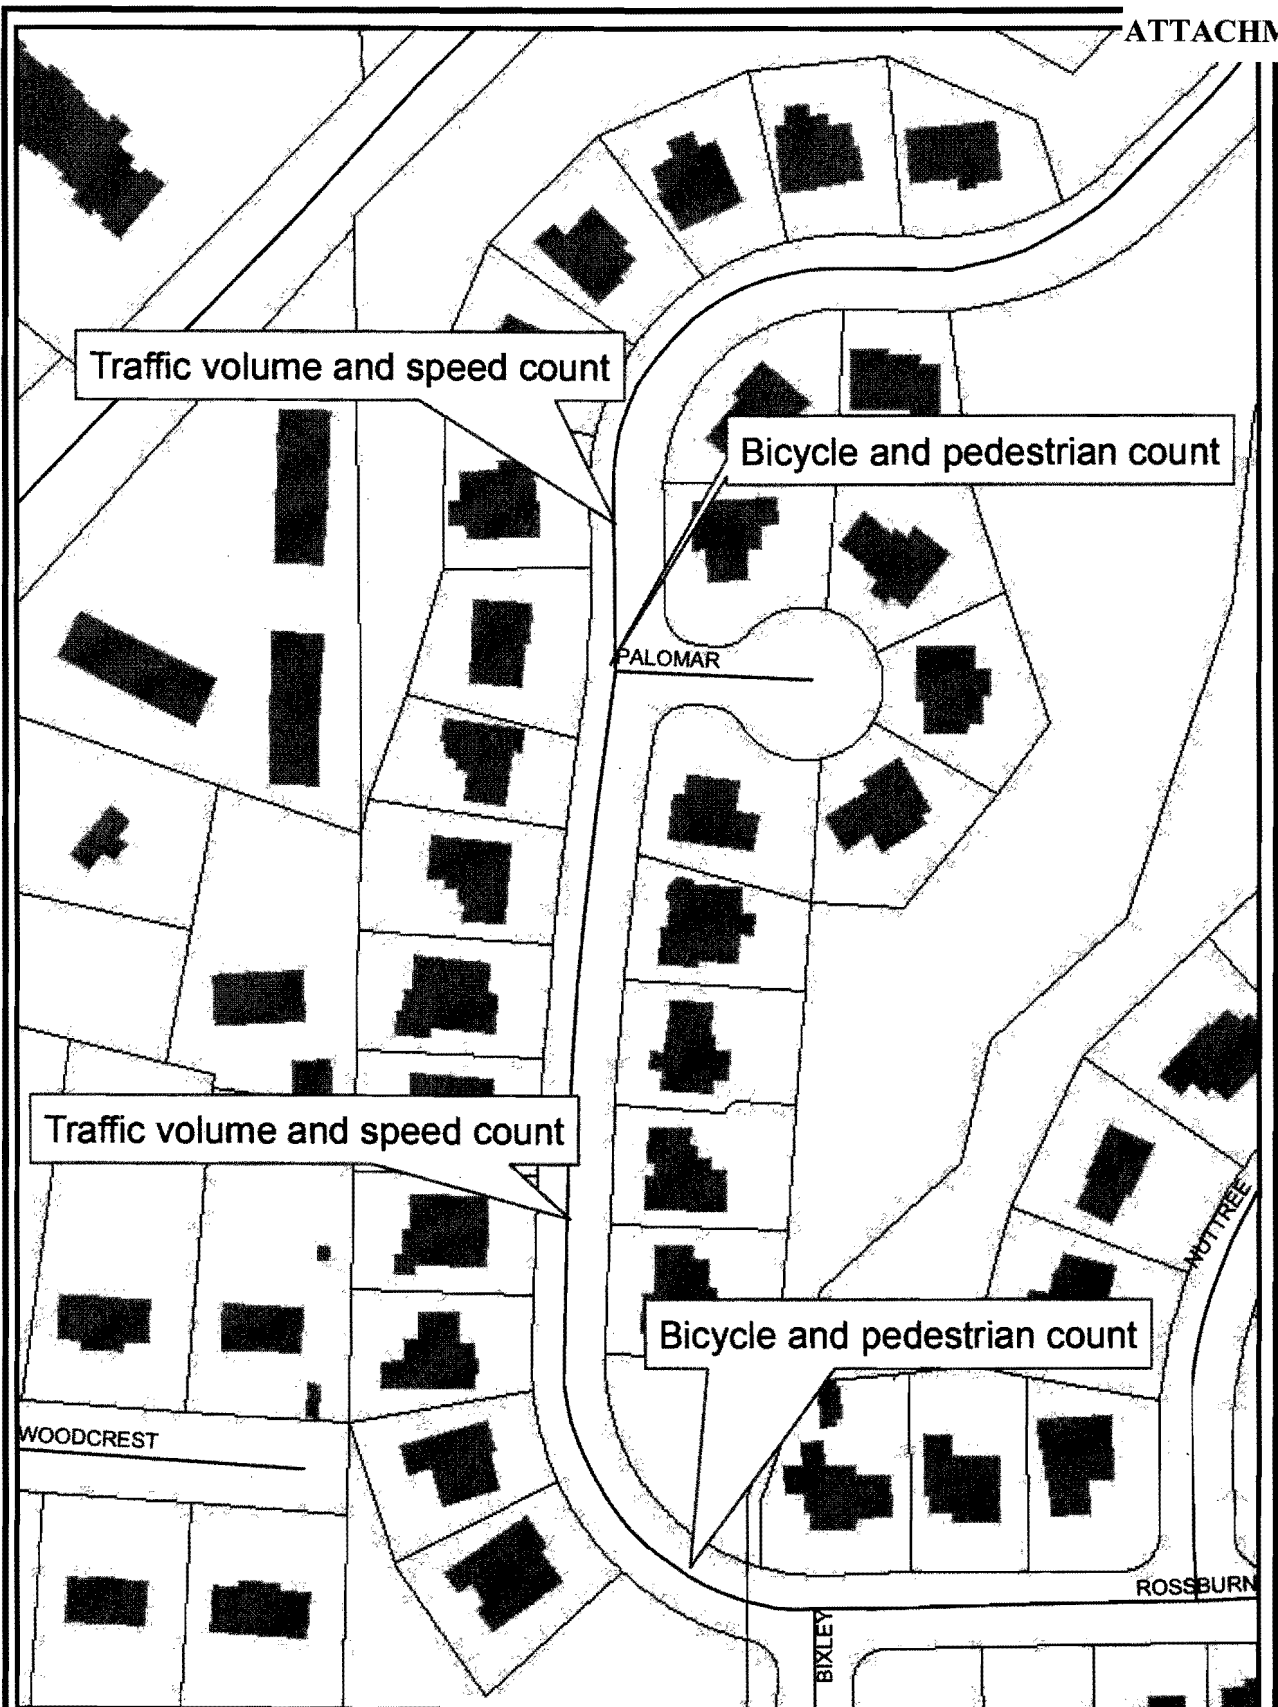 ATTACHM
Traffic volume and speed count
Bicycle and pedestrian count
PALOMAR
Traffic volume and speed count
NUTTREE
Bicycle and pedestrian count
WOODCREST
ROSSBURN
BIXLEY